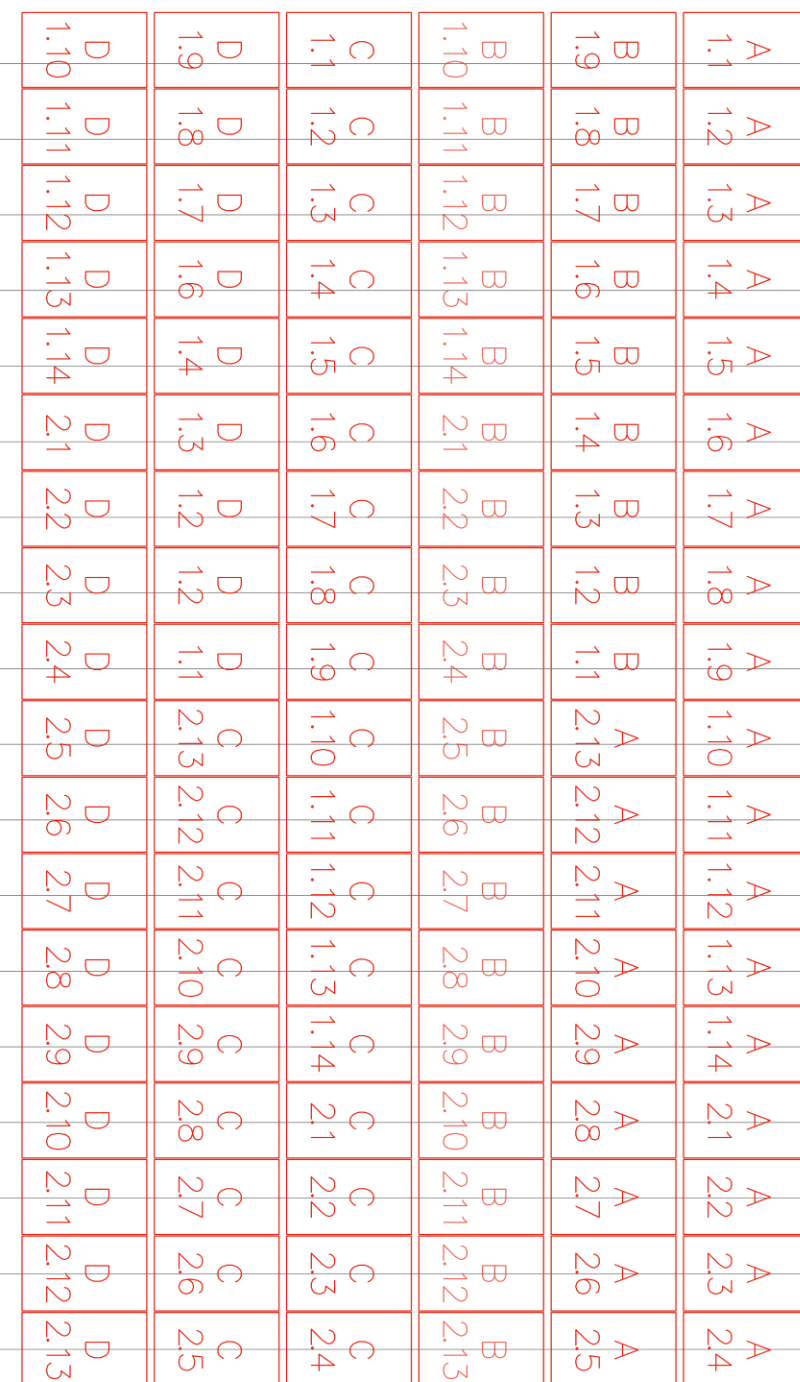 A A A A A A A A A A A A A A A A A A
1.1 1.2 1.3 1.4 1.5 1.6 1.7 1.8 1.9 1.10 1.11 1.12 1.13 1.14 2.1 2.2 2.3 2.4
B B B B B B B B B A A A A A A A A A
1.9 1.8 1.7 1.6 1.5 1.4 1.3 1.2 1.1 2.13 2.12 2.11 2.10 2.9 2.8 2.7 2.6 2.5
B B B B B B B B B B B B B B B B B B
1.10 1.11 1.12 1.13 1.14 2.1 2.2 2.3 2.4 2.5 2.6 2.7 2.8 2.9 2.10 2.11 2.12 2.13
C C C C C C C C C C C C C C C C C C
1.1 1.2 1.3 1.4 1.5 1.6 1.7 1.8 1.9 1.10 1.11 1.12 1.13 1.14 2.1 2.2 2.3 2.4
D D D D D D D D D C C C C C C C C C
1.9 1.8 1.7 1.6 1.4 1.3 1.2 1.2 1.1 2.13 2.12 2.11 2.10 2.9 2.8 2.7 2.6 2.5
D D D D D D D D D D D D D D D D D D
1.10 1.11 1.12 1.13 1.14 2.1 2.2 2.3 2.4 2.5 2.6 2.7 2.8 2.9 2.10 2.11 2.12 2.13